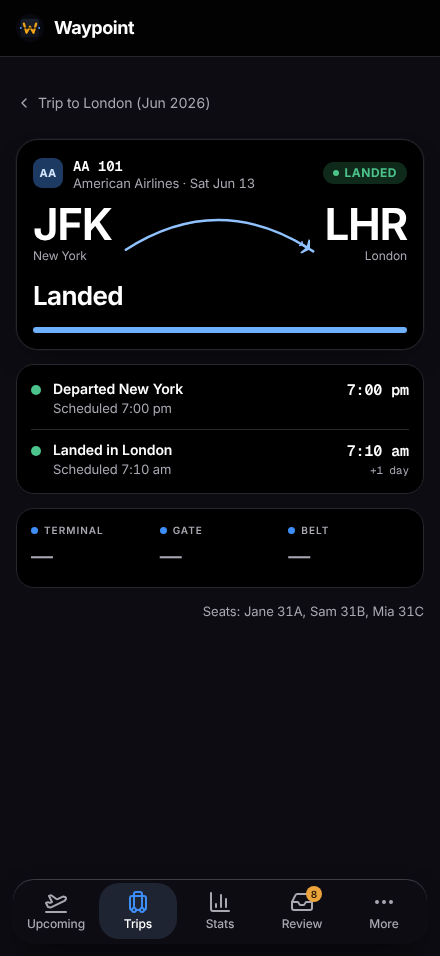 Waypoint
Trip to London (Jun 2026)
AA
AA 101
American Airlines · Sat Jun 13
LANDED
JFK
LHR
New York
London
Landed
Departed New York
7:00 pm
Scheduled 7:00 pm
Landed in London
7:10 am
Scheduled 7:10 am
+1 day
TERMINAL
GATE
BELT
—
—
—
Seats: Jane 31A, Sam 31B, Mia 31C
8
Upcoming
Trips
Stats
Review
More